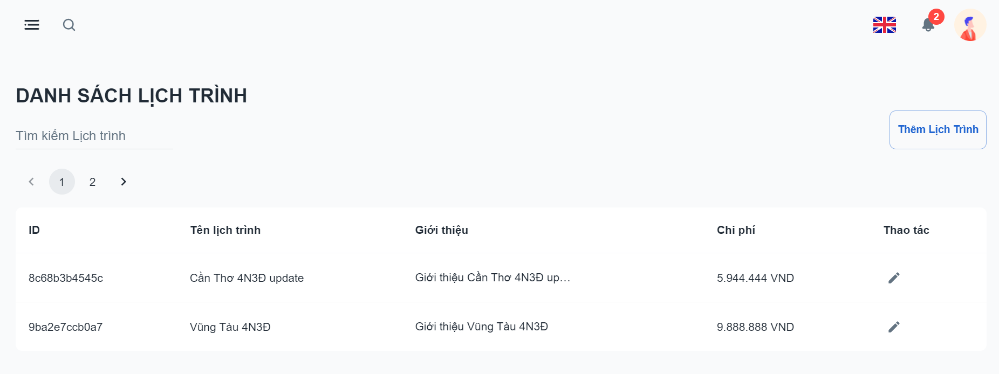 2
DANH SÁCH LỊCH TRÌNH
Tìm kiếm Lịch trình
Thêm Lịch Trình
1 2
ID Tên lịch trình Giới thiệu Chi phí Thao tác
8c68b3b4545c Cần Thơ 4N3Đ update Giới thiệu Cần Thơ 4N3Đ up... 5.944.444 VND
9ba2e7ccb0a7 Vũng Tàu 4N3Đ Giới thiệu Vũng Tàu 4N3Đ 9.888.888 VND